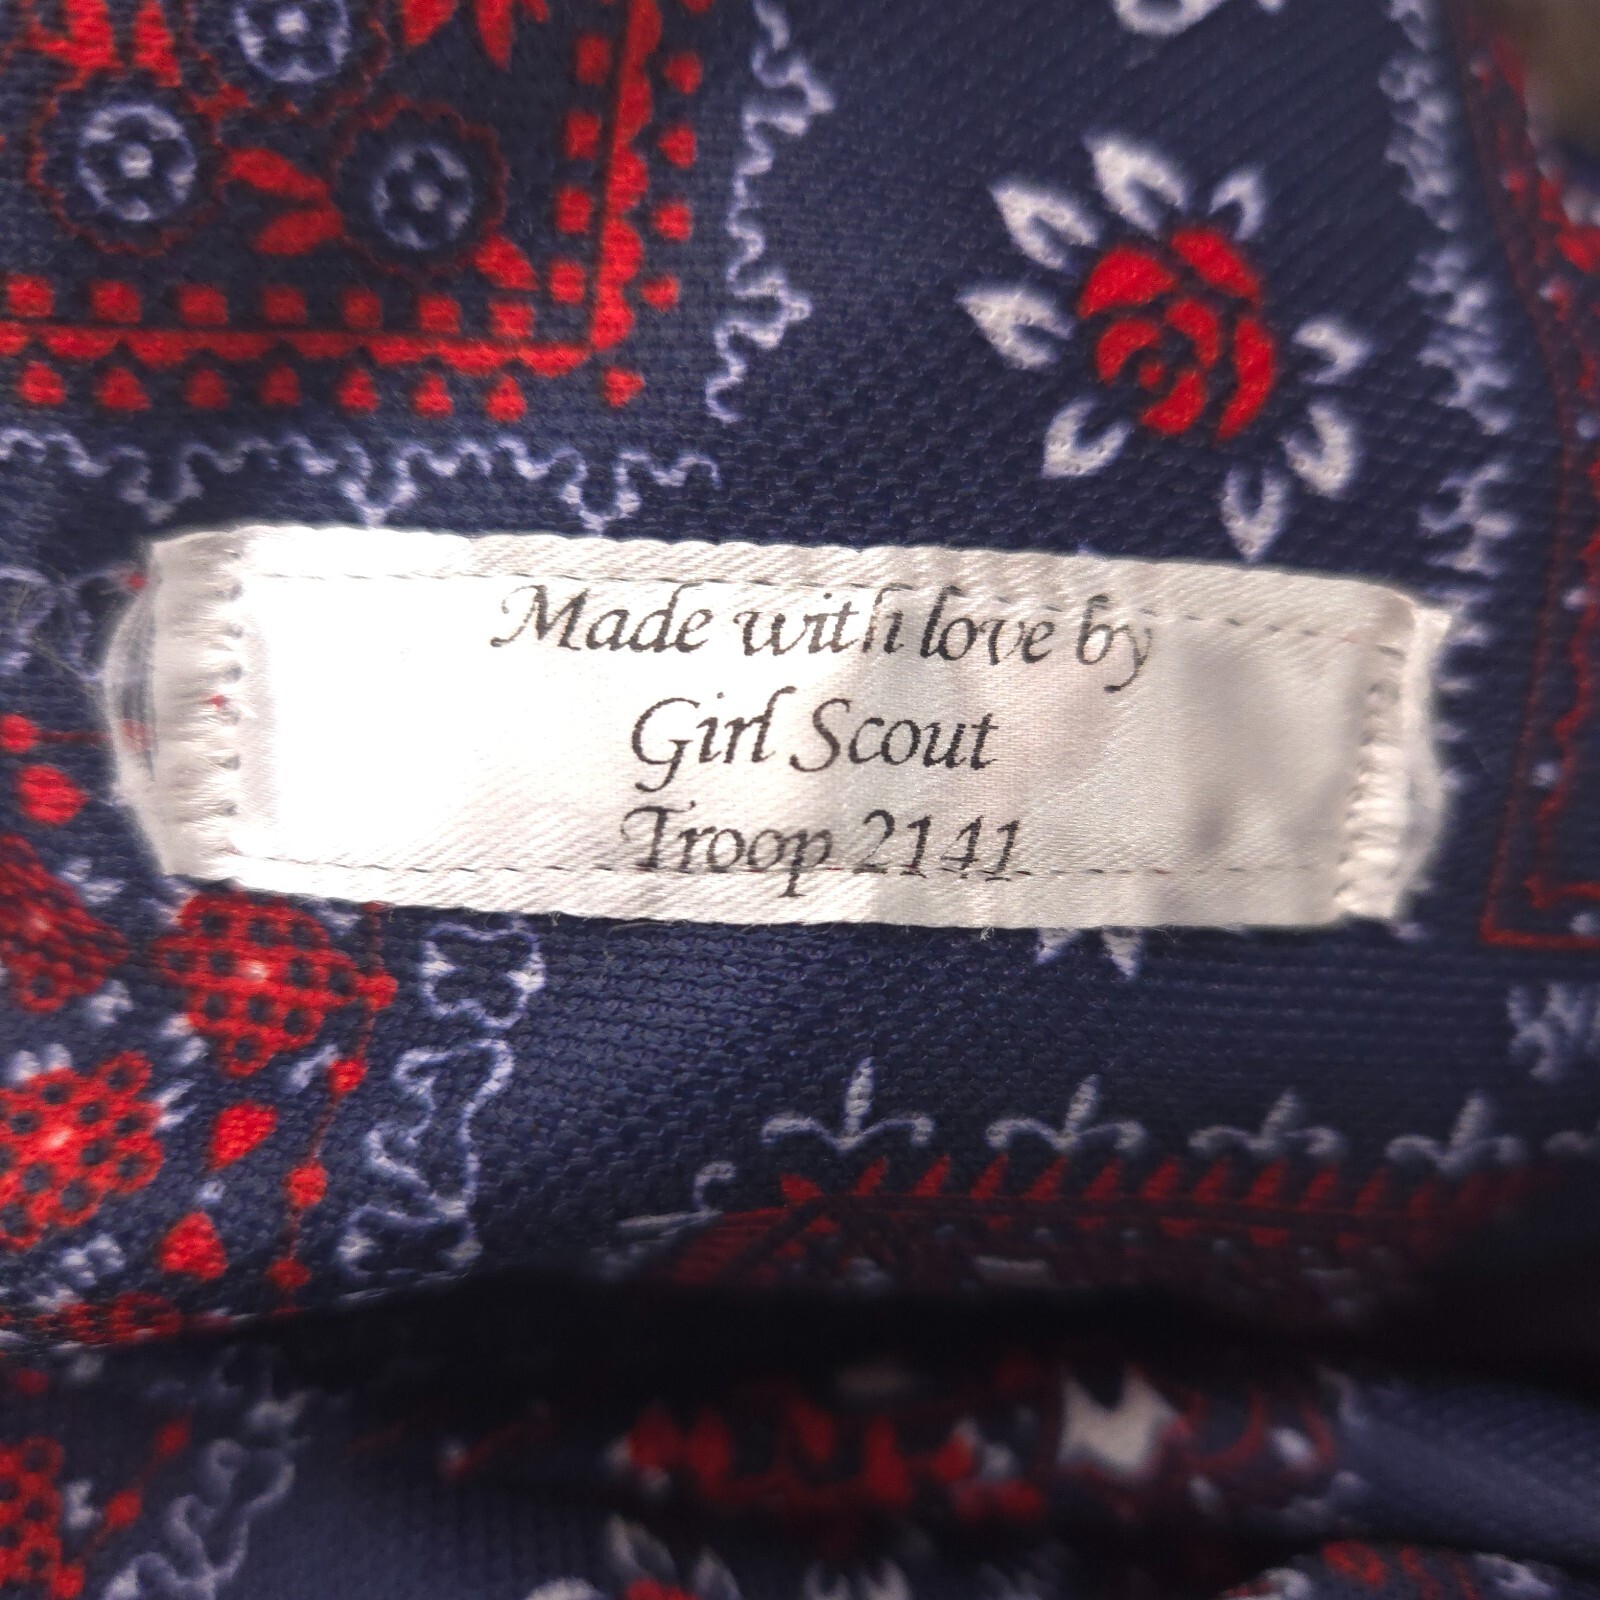 Made with love by
Girl Scout
Troop 2141